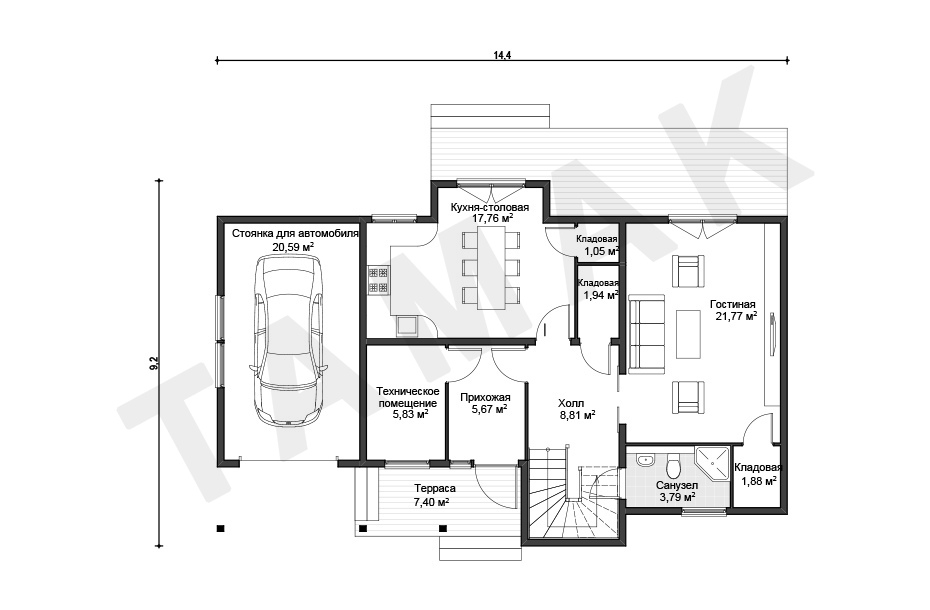 14,4
9,2
Стоянка для автомобиля
20,59 м²
Кухня-столовая
17,76 м²
Кладовая
1,05 м²
Кладовая
1,94 м²
Гостиная
21,77 м²
Техническое
помещение
5,83 м²
Прихожая
5,67 м²
Холл
8,81 м²
Санузел
3,79 м²
Кладовая
1,88 м²
Терраса
7,40 м²
ТАМАК